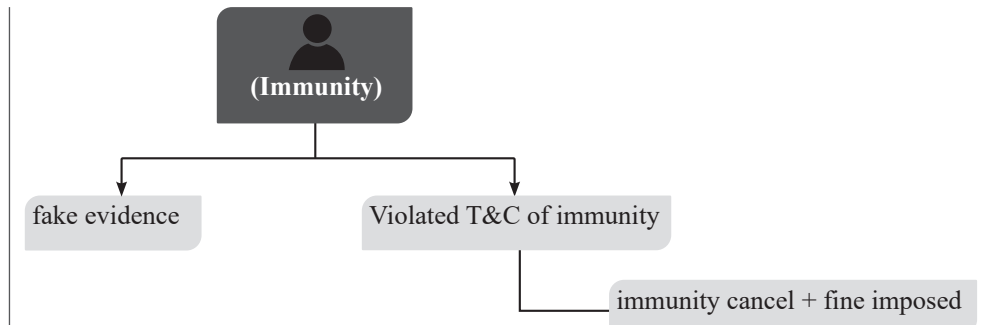 (Immunity)
fake evidence
Violated T&C of immunity
immunity cancel + fine imposed